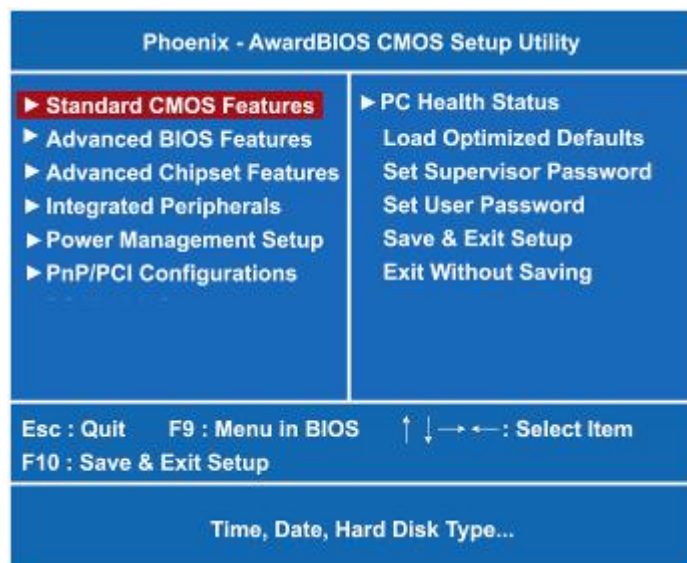 Phoenix - AwardBIOS CMOS Setup Utility
► Standard CMOS Features
► Advanced BIOS Features
► Advanced Chipset Features
► Integrated Peripherals
► Power Management Setup
► PnP/PCI Configurations
► PC Health Status
Load Optimized Defaults
Set Supervisor Password
Set User Password
Save & Exit Setup
Exit Without Saving
Esc : Quit F9 : Menu in BIOS ↑ ↓ → ← : Select Item
F10 : Save & Exit Setup
Time, Date, Hard Disk Type...